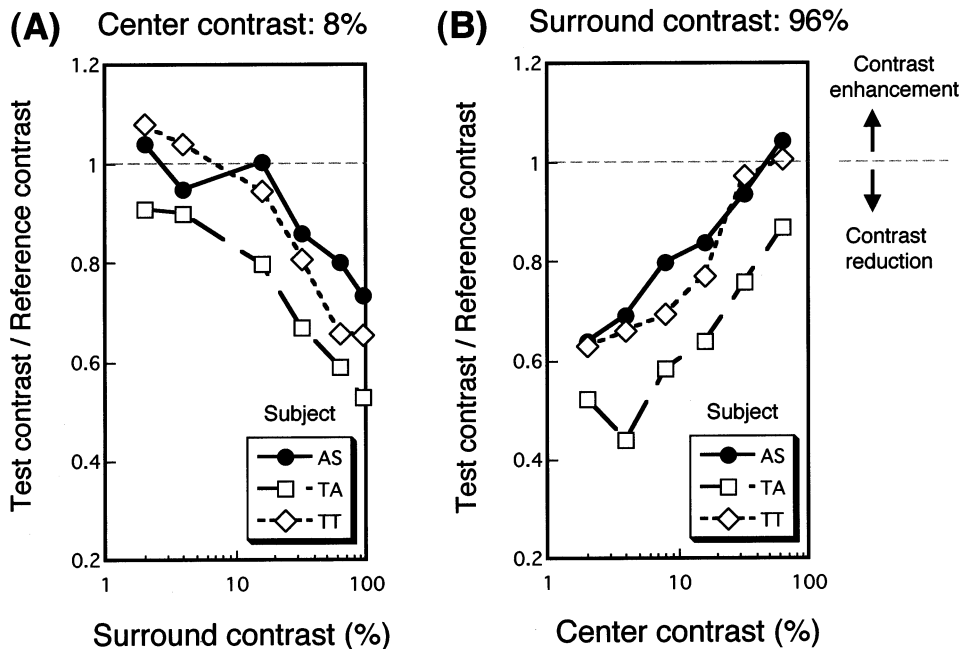 (A) Center contrast: 8%
Test contrast / Reference contrast
1.2
1
0.8
0.6
0.4
0.2
Subject
AS
TA
TT
1 10 100
Surround contrast (%)
(B) Surround contrast: 96%
Test contrast / Reference contrast
1.2
1
0.8
0.6
0.4
0.2
Subject
AS
TA
TT
1 10 100
Center contrast (%)
Contrast
enhancement
Contrast
reduction